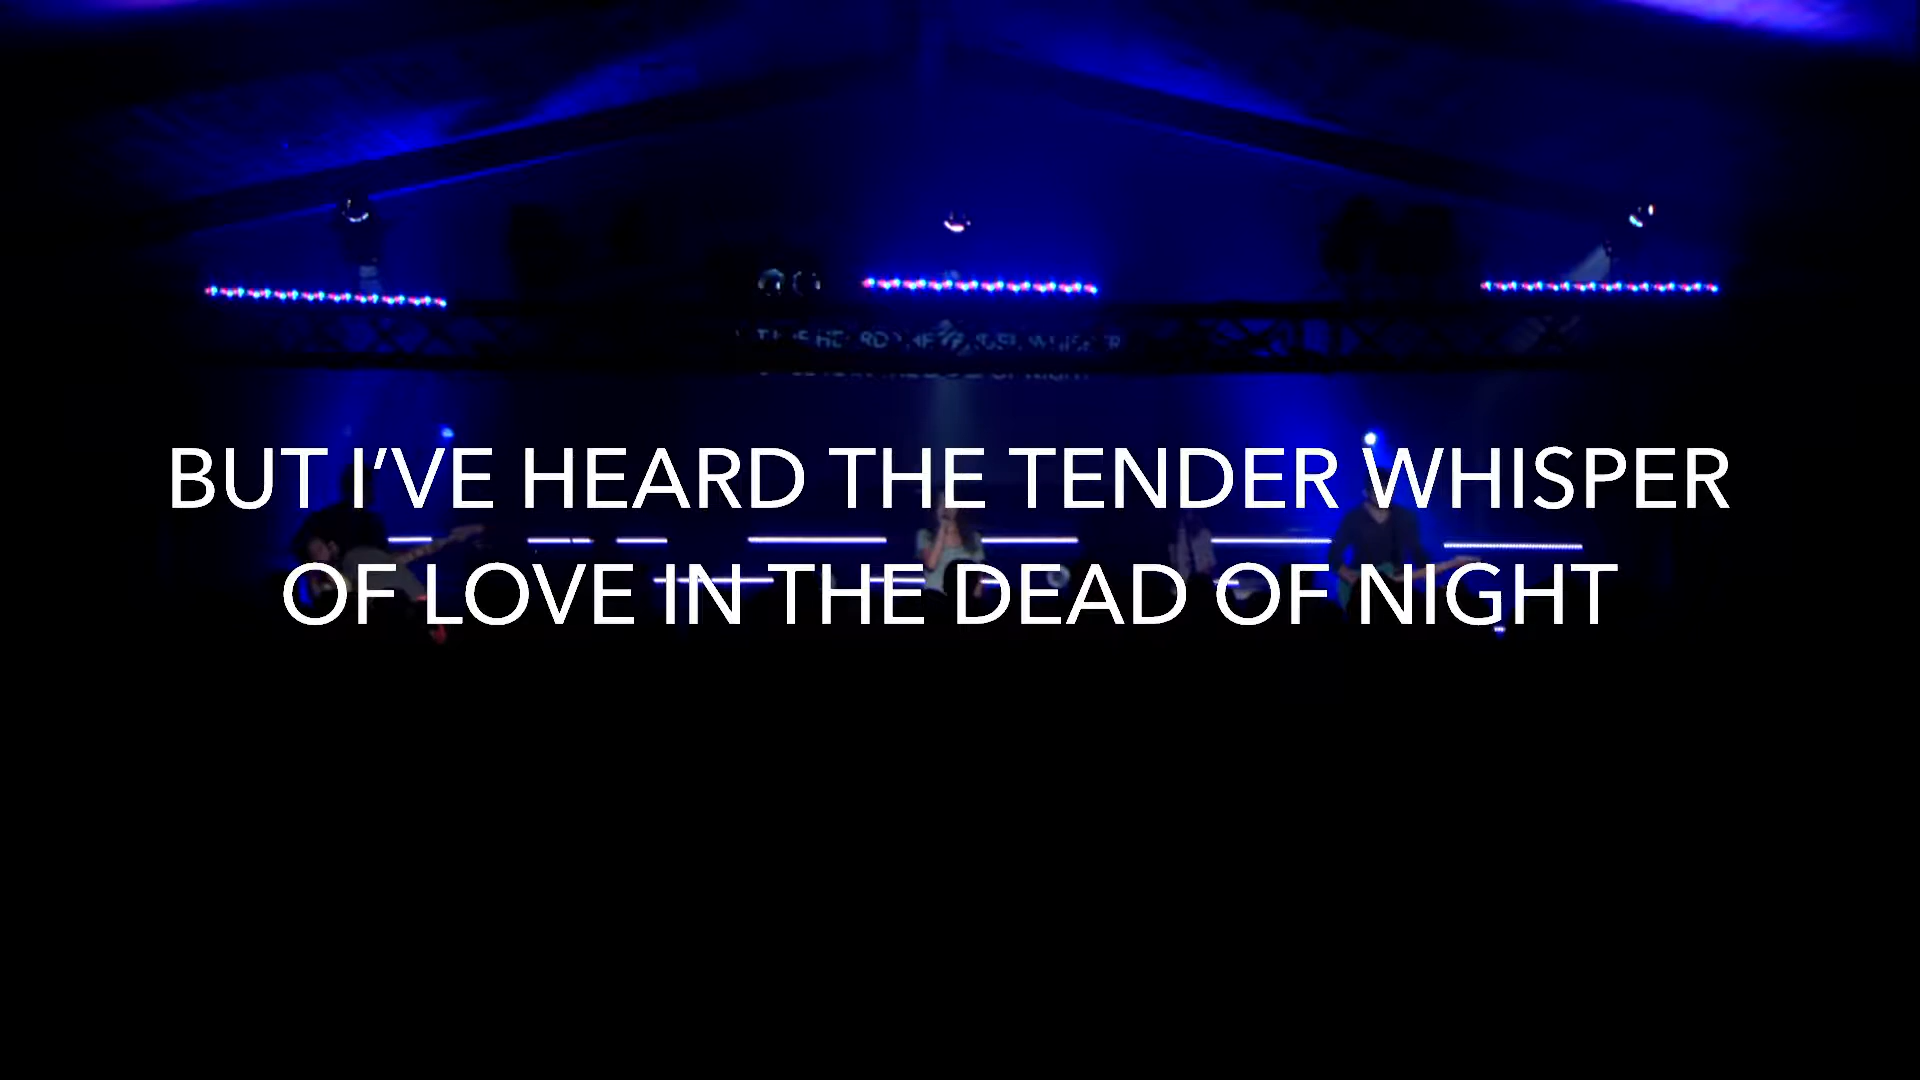 BUT I’VE HEARD THE TENDER WHISPER
OF LOVE IN THE DEAD OF NIGHT